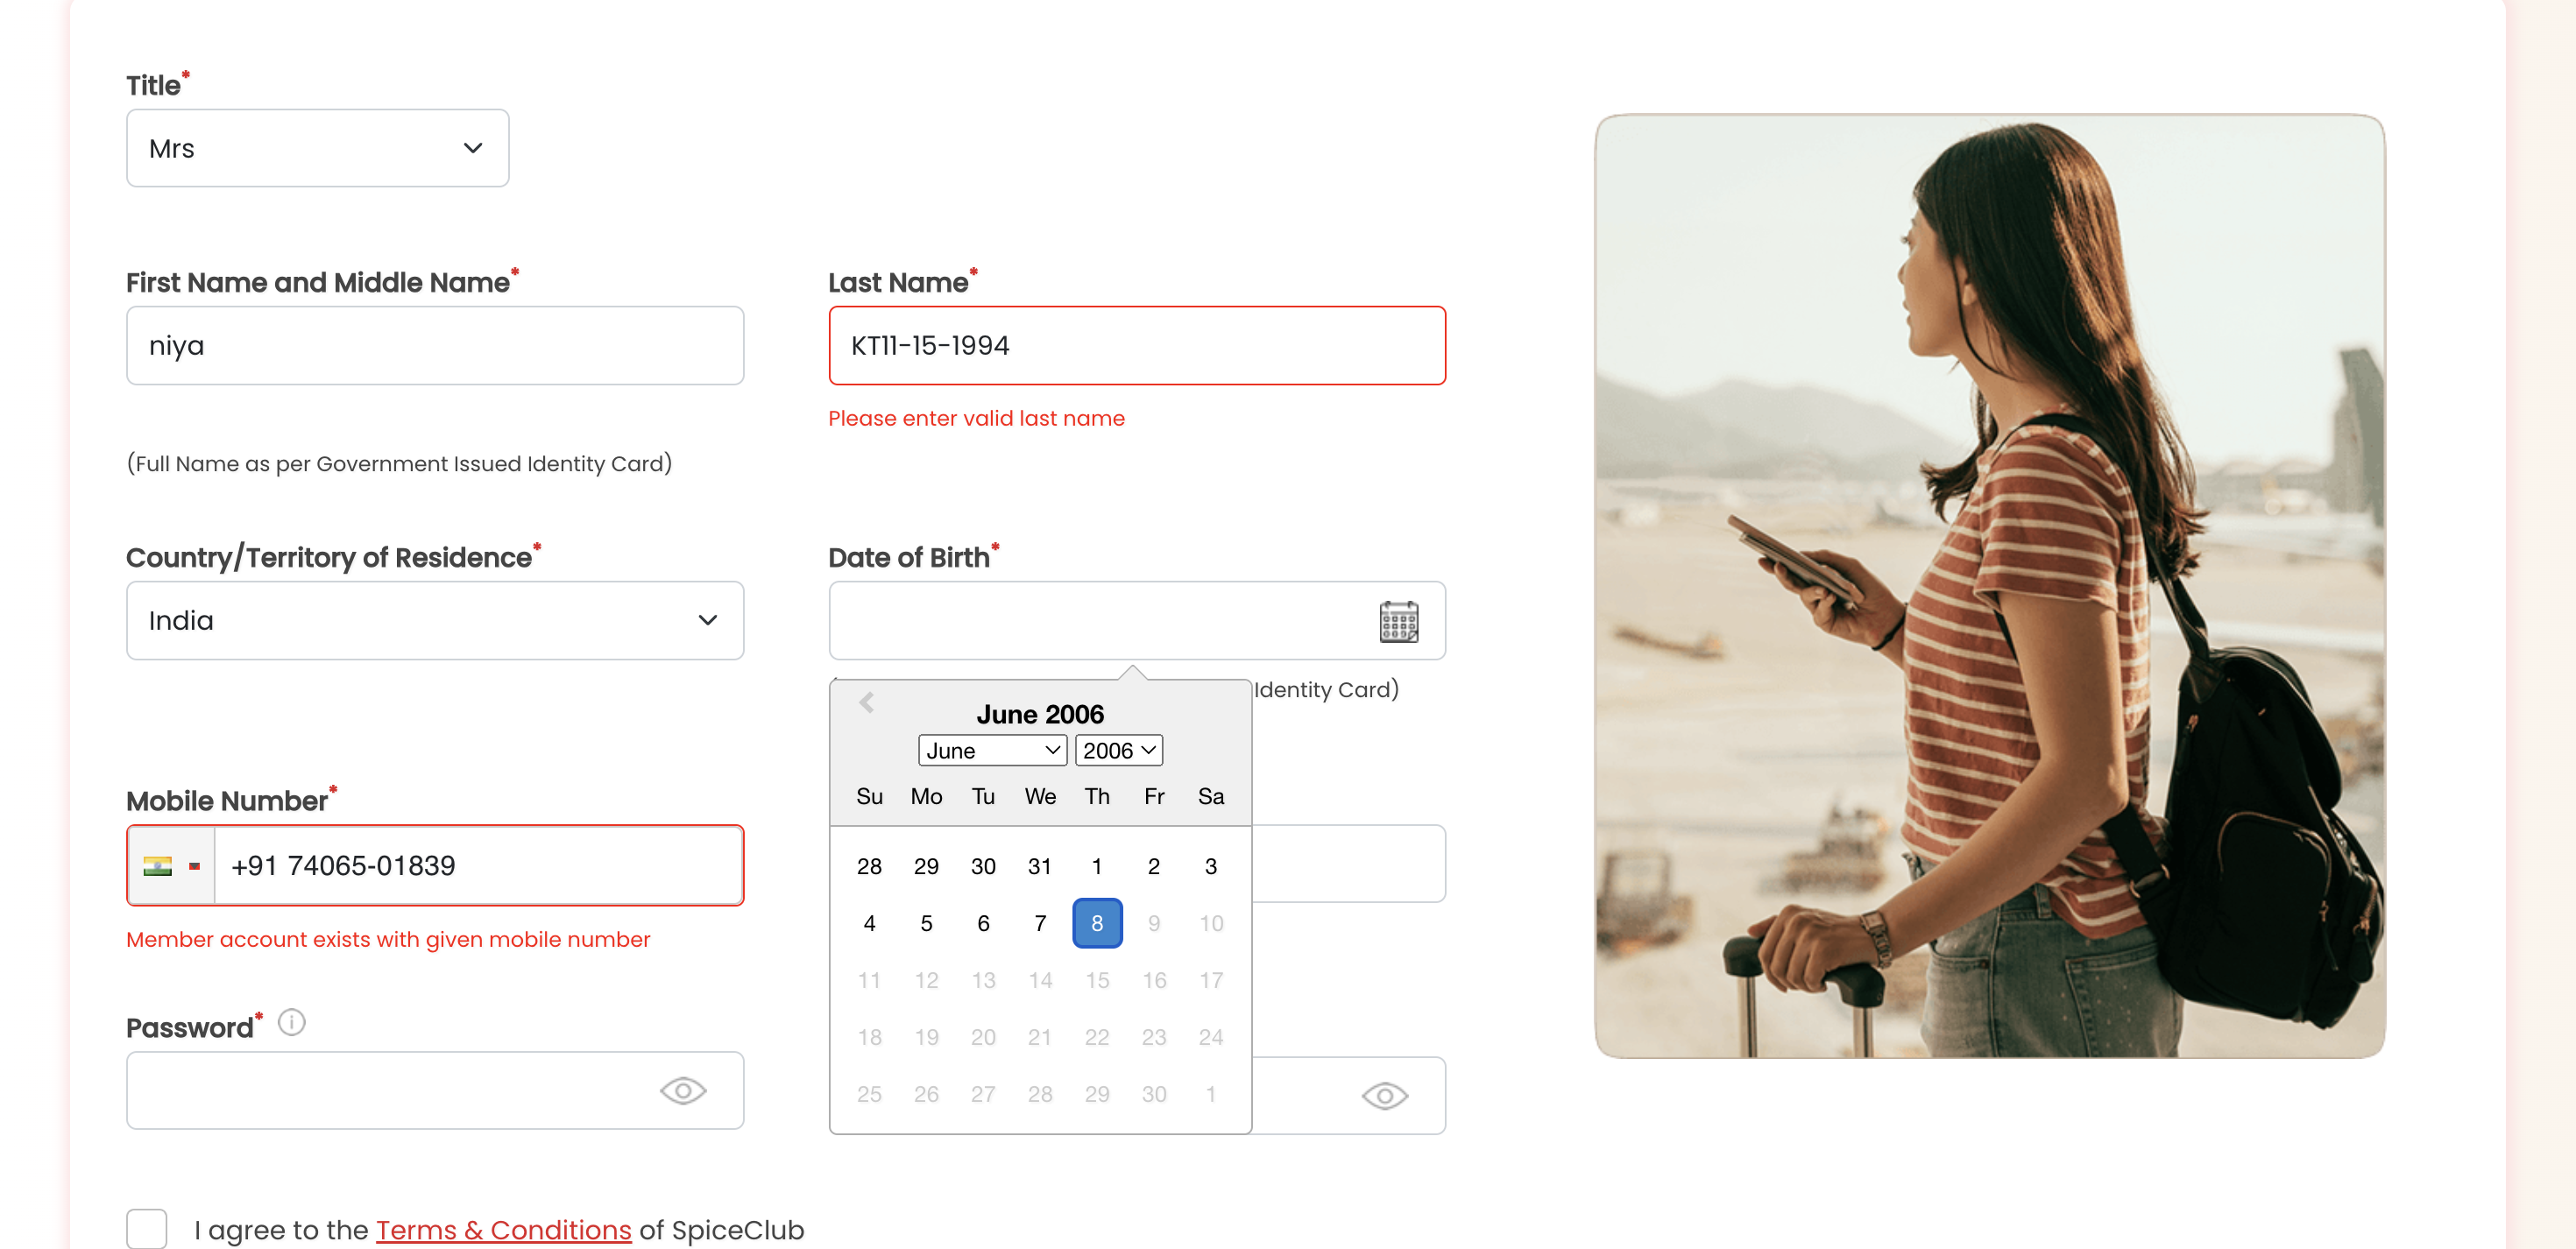 Title*
Mrs
First Name and Middle Name*
niya
Last Name*
KT11-15-1994
Please enter valid last name
(Full Name as per Government Issued Identity Card)
Country/Territory of Residence*
India
Date of Birth*
Identity Card)
June 2006
June 2006
Su Mo Tu We Th Fr Sa
28 29 30 31 1 2 3
4 5 6 7 8 9 10
11 12 13 14 15 16 17
18 19 20 21 22 23 24
25 26 27 28 29 30 1
Mobile Number*
+91 74065-01839
Member account exists with given mobile number
Password*
I agree to the Terms & Conditions of SpiceClub